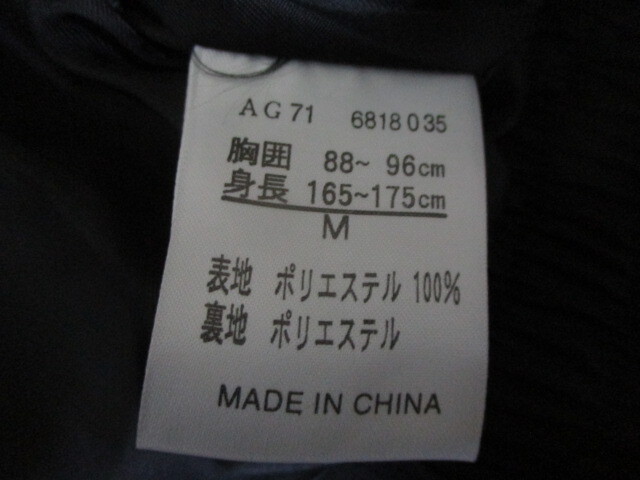 AG71 6818035
胸囲 88~ 96cm
身長 165~175cm
M
表地 ポリエステル 100%
裏地 ポリエステル
MADE IN CHINA